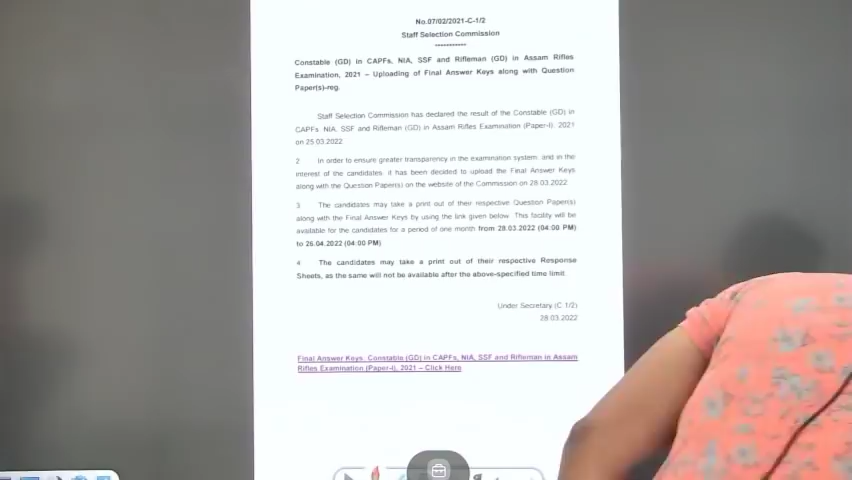 No.07/02/2021-C-1/2
Staff Selection Commission
-----------
Constable (GD) in CAPFs, NIA, SSF and Rifleman (GD) in Assam Rifles
Examination, 2021 – Uploading of Final Answer Keys along with Question
Paper(s)-reg.
Staff Selection Commission has declared the result of the Constable (GD) in
CAPFs, NIA, SSF and Rifleman (GD) in Assam Rifles Examination (Paper-I), 2021
on 25.03.2022
2 In order to ensure greater transparency in the examination system, and in the
interest of the candidates, it has been decided to upload the Final Answer Keys
along with the Question Paper(s) on the website of the Commission on 28.03.2022
3 The candidates may take a print out of their respective Question Paper(s)
along with the Final Answer Keys by using the link given below. This facility will be
available for the candidates for a period of one month from 28.03.2022 (04:00 PM)
to 26.04.2022 (04:00 PM)
4 The candidates may take a print out of their respective Response
Sheets, as the same will not be available after the above-specified time limit
Under Secretary (C 1/2)
28.03.2022
Final Answer Keys, Constable (GD) in CAPFs, NIA, SSF and Rifleman in Assam
Rifles Examination (Paper-I), 2021 – Click Here